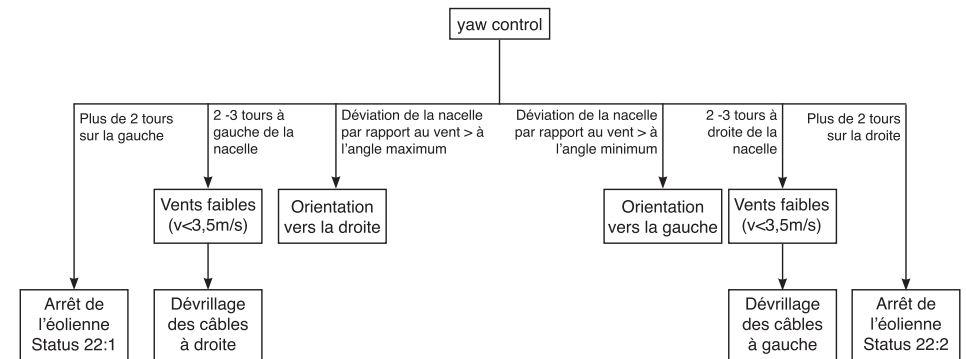 yaw control
Plus de 2 tours
sur la gauche
2 -3 tours à
gauche de la
nacelle
Déviation de la nacelle
par rapport au vent > à
l'angle maximum
Déviation de la nacelle
par rapport au vent > à
l'angle minimum
2 -3 tours à
droite de la
nacelle
Plus de 2 tours
sur la droite
Vents faibles
(v<3,5m/s)
Orientation
vers la droite
Orientation
vers la gauche
Vents faibles
(v<3,5m/s)
Arrêt de
l'éolienne
Status 22:1
Dévrillage
des câbles
à droite
Dévrillage
des câbles
à gauche
Arrêt de
l'éolienne
Status 22:2